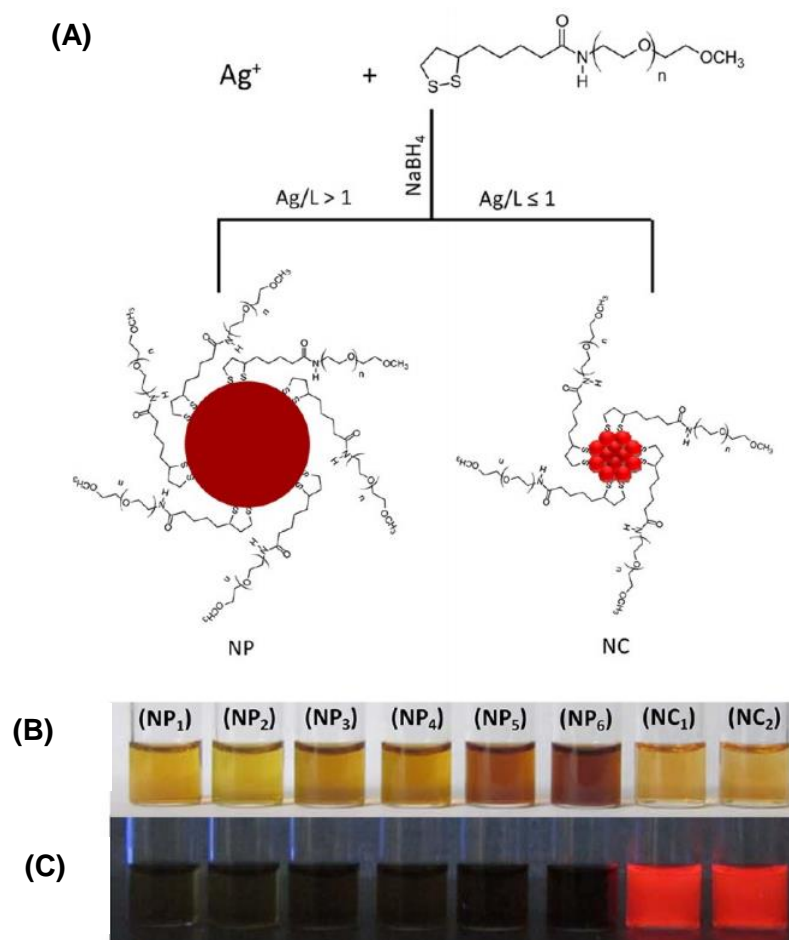 (A)
Ag⁺ + S-S O N H ( O ) n OCH₃
NaBH₄
Ag/L > 1 Ag/L ≤ 1
NP NC
(B) (NP₁) (NP₂) (NP₃) (NP₄) (NP₅) (NP₆) (NC₁) (NC₂)
(C)